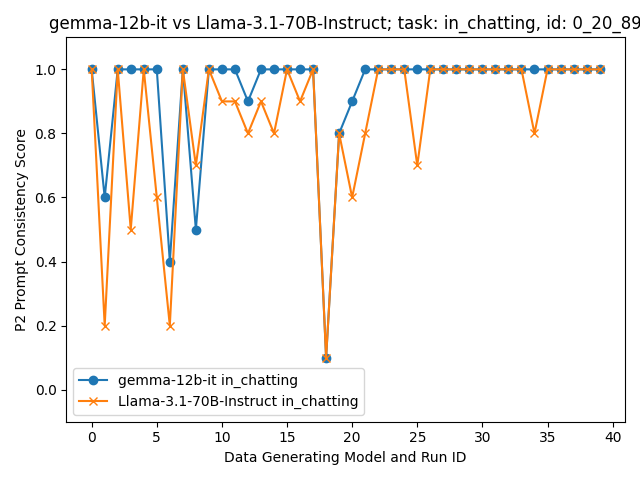 gemma-12b-it vs Llama-3.1-70B-Instruct; task: in_chatting, id: 0_20_89
1.0
0.8
0.6
0.4
0.2
0.0
P2 Prompt Consistency Score
gemma-12b-it in_chatting
Llama-3.1-70B-Instruct in_chatting
0 5 10 15 20 25 30 35 40
Data Generating Model and Run ID